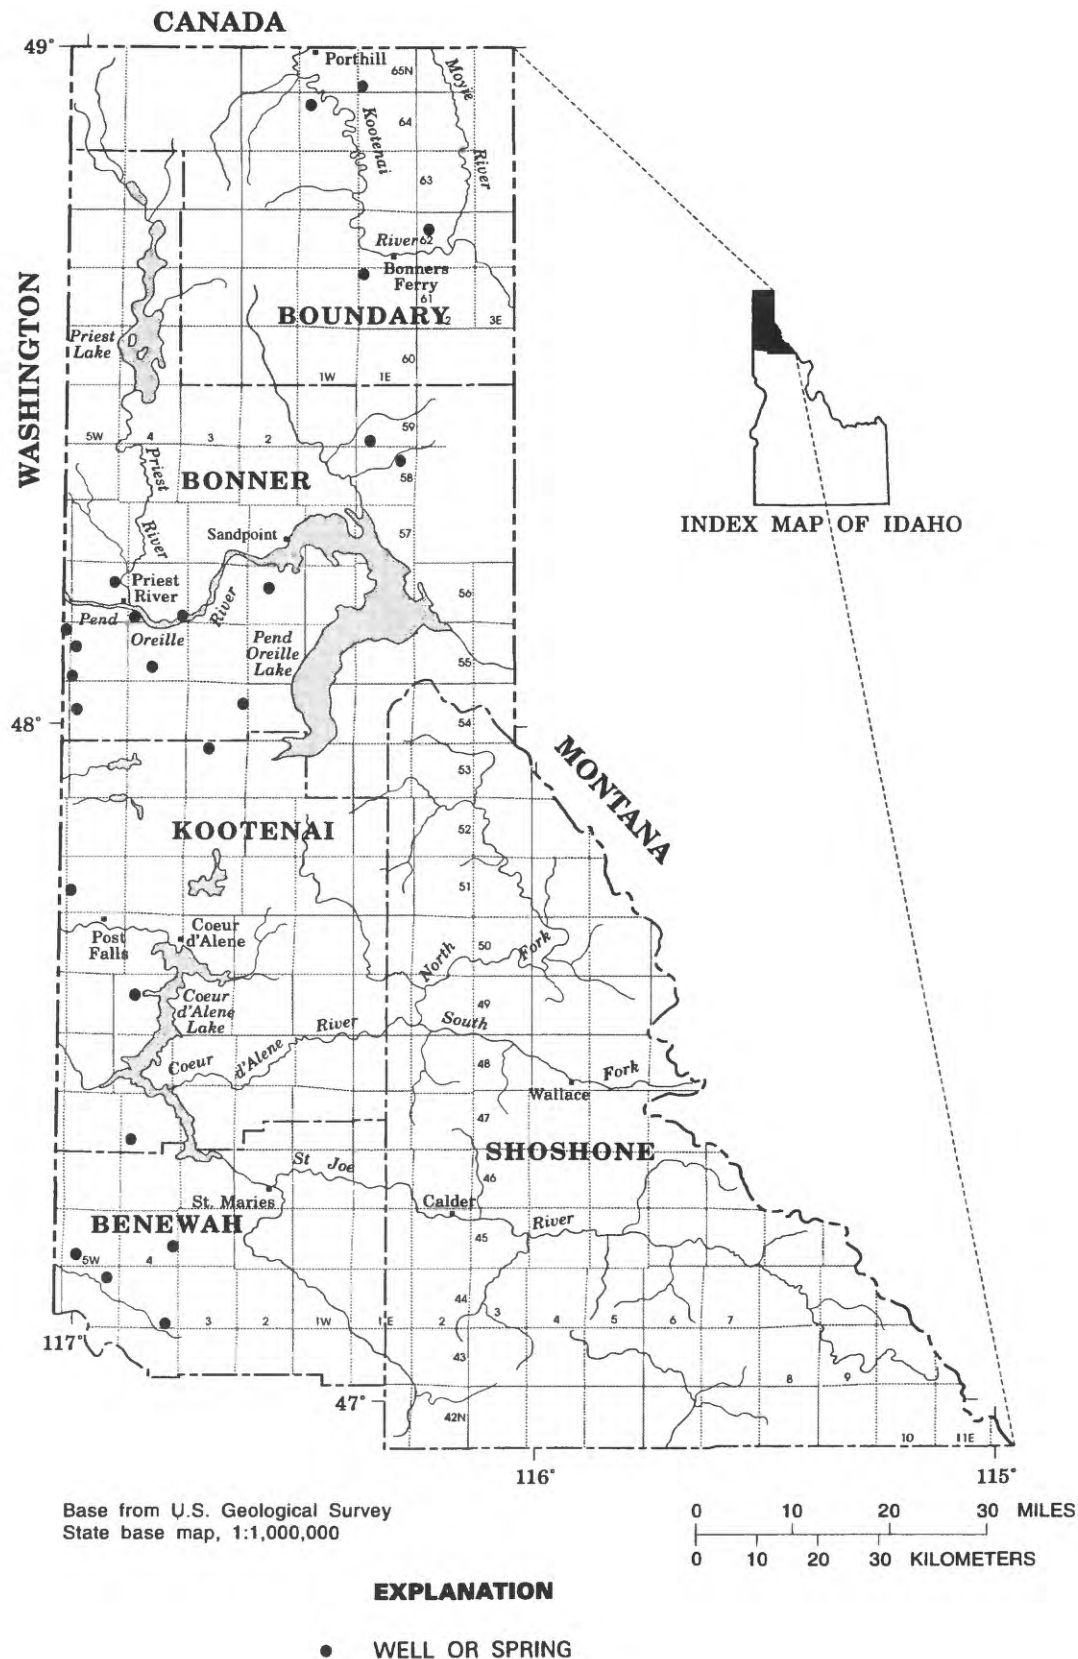 CANADA
49°
Porthill
65N
Moyie
River
Kootenai
64
63
River
62
Bonners
Ferry
61
BOUNDARY
2
3E
WASHINGTON
Priest
Lake
60
1W
1E
5W
4
3
2
59
Priest
River
BONNER
58
INDEX MAP OF IDAHO
Sandpoint
57
Priest
River
56
Pend
Oreille
River
Pend
Oreille
Lake
55
48°
54
MONTANA
53
KOOTENAI
52
51
Post
Falls
Coeur
d'Alene
50
North
Fork
Coeur
d'Alene
Lake
49
River
South
Coeur
d'Alene
48
Fork
Wallace
47
SHOSHONE
St
Joe
46
St. Maries
Calder
BENEWAH
River
45
5W
4
44
3
4
5
6
7
117°
3
2
1W
1E
2
43
8
9
47°
42N
10
11E
116°
115°
Base from U.S. Geological Survey
State base map, 1:1,000,000
0 10 20 30 MILES
0 10 20 30 KILOMETERS
EXPLANATION
WELL OR SPRING